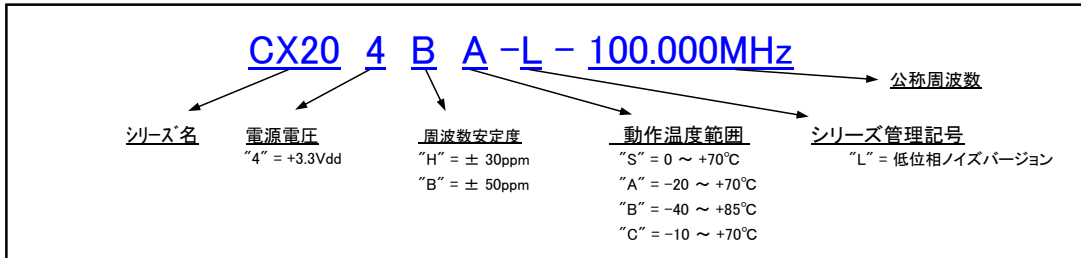 CX20 4 B A -L - 100.000MHz
公称周波数
シリーズ名 電源電圧 周波数安定度 動作温度範囲 シリーズ管理記号
"4" = +3.3Vdd "H" = ± 30ppm "S" = 0 ～ +70℃ "L" = 低位相ノイズバージョン
"B" = ± 50ppm "A" = -20 ～ +70℃
"B" = -40 ～ +85℃
"C" = -10 ～ +70℃